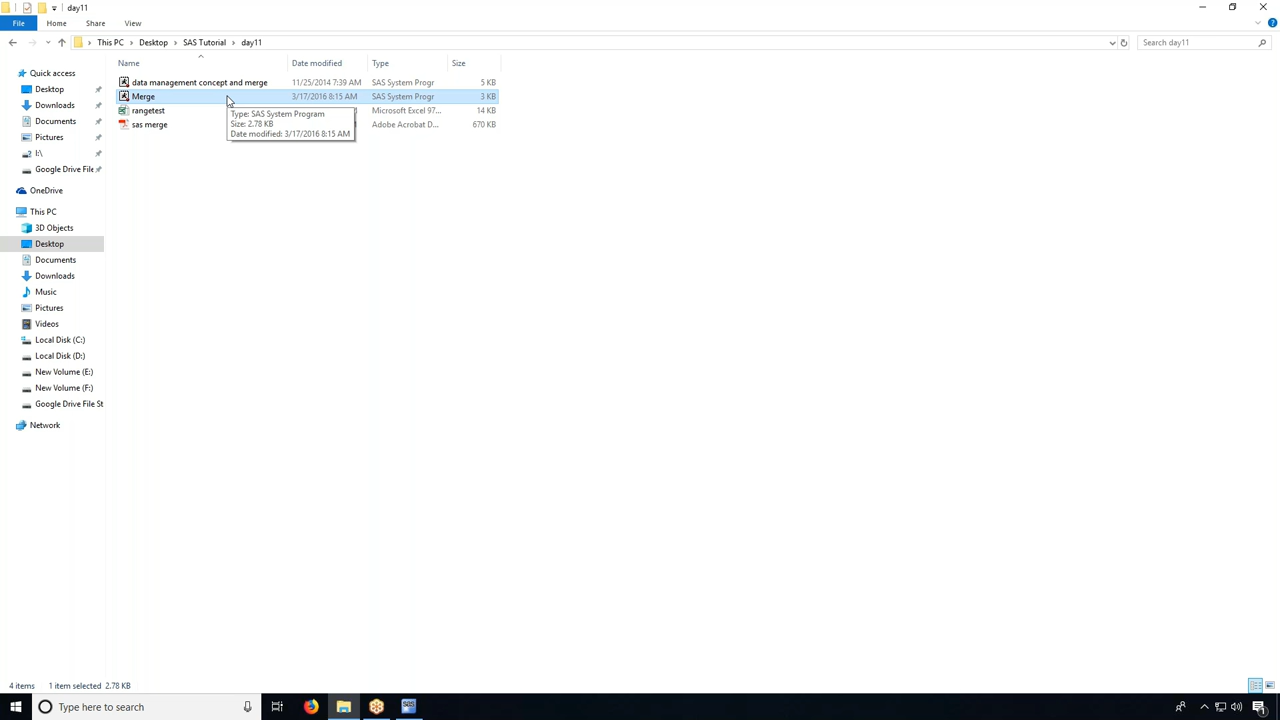 day11
File Home Share View
This PC Desktop SAS Tutorial day11 Search day11
Name Date modified Type Size
data management concept and merge 11/25/2014 7:39 AM SAS System Progr 5 KB
Merge 3/17/2016 8:15 AM SAS System Progr 3 KB
rangetest Microsoft Excel 97... 14 KB
sas merge Adobe Acrobat D... 670 KB
Type: SAS System Program
Size: 2.78 KB
Date modified: 3/17/2016 8:15 AM
Quick access
Desktop
Downloads
Documents
Pictures
I:\
Google Drive File
OneDrive
This PC
3D Objects
Desktop
Documents
Downloads
Music
Pictures
Videos
Local Disk (C:)
Local Disk (D:)
New Volume (E:)
New Volume (F:)
Google Drive File St
Network
4 items 1 item selected 2.78 KB
Type here to search
sas